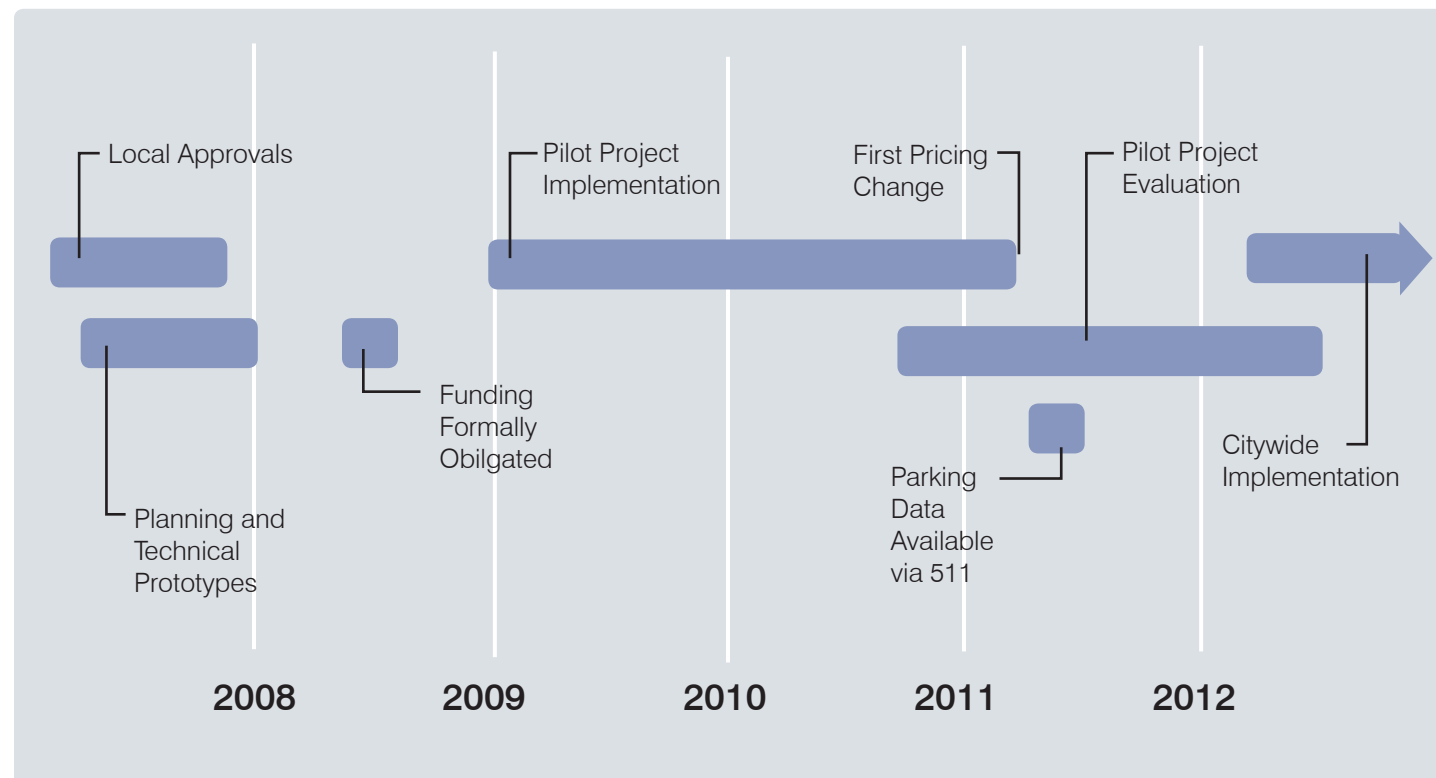 Local Approvals
Pilot Project
Implementation
First Pricing
Change
Pilot Project
Evaluation
Funding
Formally
Obilgated
Citywide
Implementation
Parking
Data
Available
via 511
Planning and
Technical
Prototypes
2008
2009
2010
2011
2012